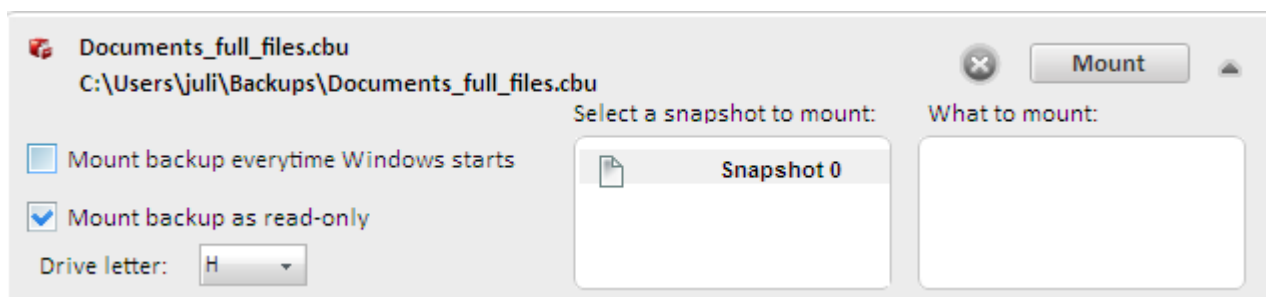 Documents_full_files.cbu
C:\Users\juli\Backups\Documents_full_files.cbu
Mount
Select a snapshot to mount:
What to mount:
Mount backup everytime Windows starts
Snapshot 0
Mount backup as read-only
Drive letter: H